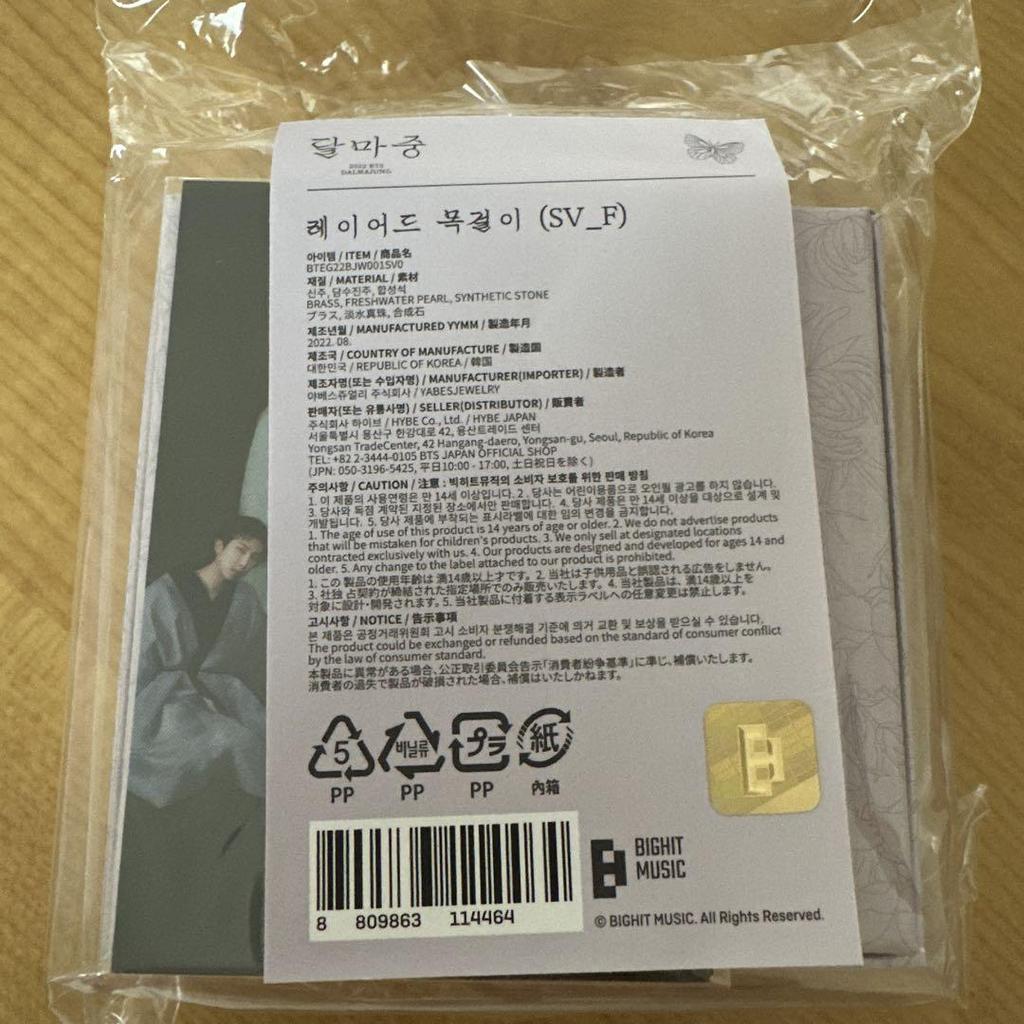 달마중
2022 BTS
DALMAJUNG
레이어드 목걸이 (SV_F)
아이템 / ITEM / 商品名
BTEG22BJW001SV0
재질 / MATERIAL / 素材
신주, 담수진주, 합성석
BRASS, FRESHWATER PEARL, SYNTHETIC STONE
ブラス, 淡水真珠, 合成石
제조년월 / MANUFACTURED YYMM / 製造年月
2022. 08.
제조국 / COUNTRY OF MANUFACTURE / 製造国
대한민국 / REPUBLIC OF KOREA / 韓国
제조자명(또는 수입자명) / MANUFACTURER(IMPORTER) / 製造者
야베스쥬얼리 주식회사 / YABESJEWELRY
판매자(또는 유통사명) / SELLER(DISTRIBUTOR) / 販賣者
주식회사 하이브 / HYBE Co., Ltd. / HYBE JAPAN
서울특별시 용산구 한강대로 42, 용산트레이드 센터
Yongsan TradeCenter, 42 Hangang-daero, Yongsan-gu, Seoul, Republic of Korea
TEL: +82 2-3444-0105 BTS JAPAN OFFICIAL SHOP
(JPN: 050-3196-5425, 平日10:00 - 17:00, 土日祝日を除く)
주의사항 / CAUTION / 注意 : 빅히트뮤직의 소비자 보호를 위한 판매 방침
1. 이 제품의 사용연령은 만 14세 이상입니다. 2 . 당사는 어린이용품으로 오인될 광고를 하지 않습니다.
3. 당사와 독점 계약된 지정된 장소에서만 판매합니다. 4. 당사 제품은 만 14세 이상을 대상으로 설계 및
개발됩니다. 5. 당사 제품에 부착되는 표시라벨에 대한 임의 변경을 금지합니다.
1. The age of use of this product is 14 years of age or older. 2. We do not advertise products
that will be mistaken for children's products. 3. We only sell at designated locations
contracted exclusively with us. 4. Our products are designed and developed for ages 14 and
older. 5. Any change to the label attached to our product is prohibited.
1. この 製品の使用年齢は 満14歳以上才です。2. 当社は子供用品と誤認される広告をしません。
3. 社独 占契約が締結された指定場所でのみ販売いたします。4. 当社製品は、満14歳以上を
対象に設計・開発されます。5. 当社製品に付着する表示ラベルへの任意変更は禁止します。
고시사항 / NOTICE / 告示事項
본 제품은 공정거래위원회 고시 소비자 분쟁해결 기준에 의거 교환 및 보상을 받으실 수 있습니다.
The product could be exchanged or refunded based on the standard of consumer conflict
by the law of consumer standard.
本製品に異常がある場合、公正取引委員会告示「消費者紛争基準」に準じ、補償いたします。
消費者の過失で製品が破損された場合、補償はいたしかねます。
5 비닐류 プラ 紙
PP PP PP 内箱
8 809863 114464
BIGHIT
MUSIC
© BIGHIT MUSIC. All Rights Reserved.